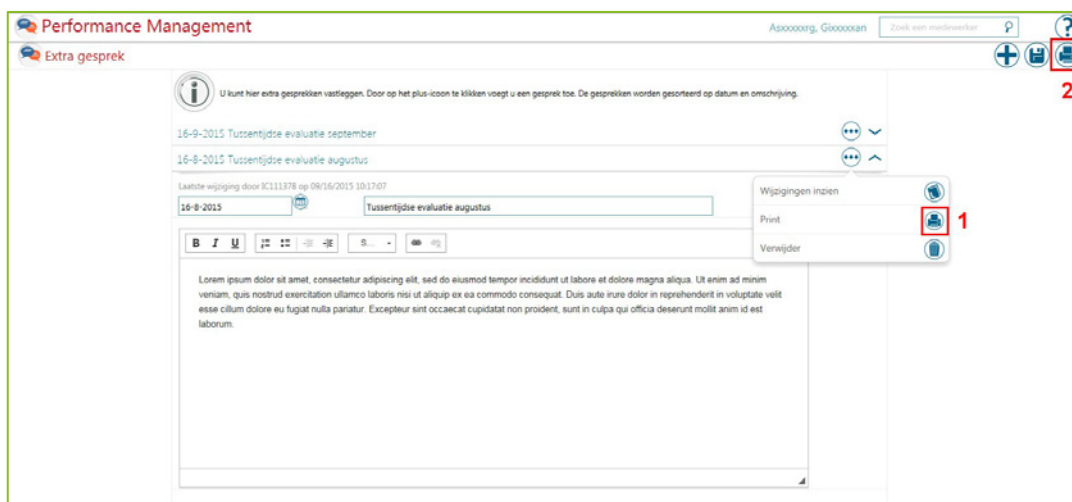 Performance Management
Asxxxxrg, Gixxxxxan
Zoek een medewerker
?
Extra gesprek
2
i
U kunt hier extra gesprekken vastleggen. Door op het plus-icoon te klikken voegt u een gesprek toe. De gesprekken worden gesorteerd op datum en omschrijving.
16-9-2015 Tussentijdse evaluatie september
16-8-2015 Tussentijdse evaluatie augustus
Laatste wijziging door IC111378 op 09/16/2015 10:17:07
16-8-2015
Tussentijdse evaluatie augustus
Wijzigingen inzien
Print
1
Verwijder
B I U
S...
Lorem ipsum dolor sit amet, consectetur adipiscing elit, sed do eiusmod tempor incididunt ut labore et dolore magna aliqua. Ut enim ad minim
veniam, quis nostrud exercitation ullamco laboris nisi ut aliquip ex ea commodo consequat. Duis aute irure dolor in reprehenderit in voluptate velit
esse cillum dolore eu fugiat nulla pariatur. Excepteur sint occaecat cupidatat non proident, sunt in culpa qui officia deserunt mollit anim id est
laborum.